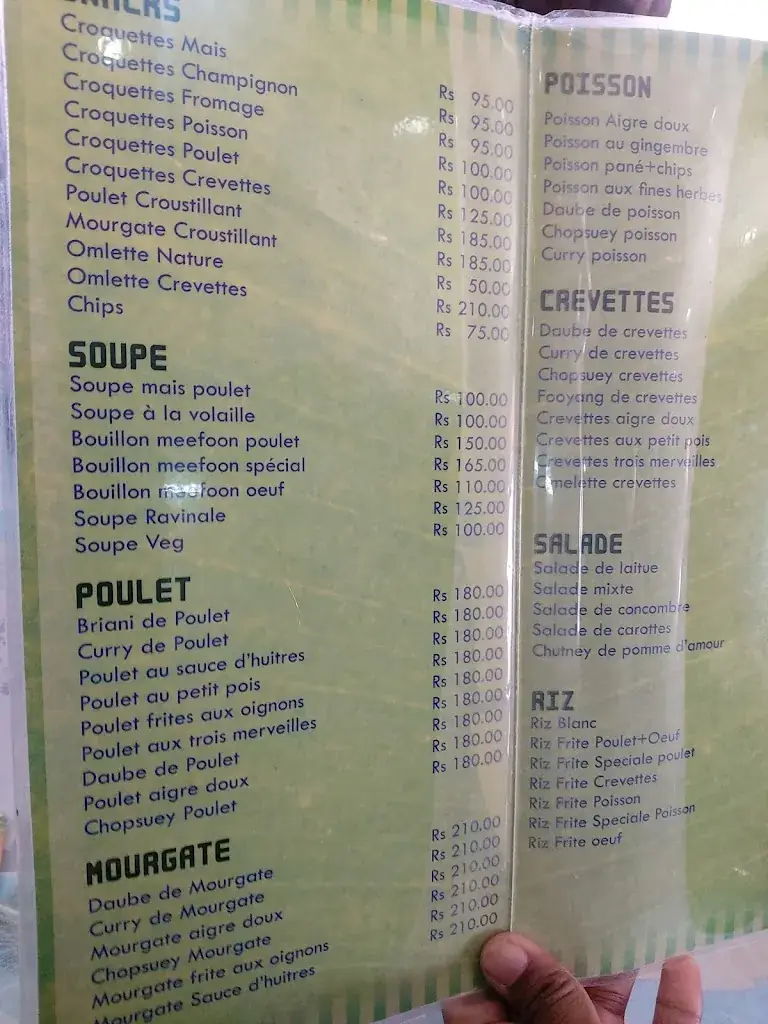 SNACKS
Croquettes Mais Rs 95.00
Croquettes Champignon Rs 95.00
Croquettes Fromage Rs 95.00
Croquettes Poisson Rs 100.00
Croquettes Poulet Rs 100.00
Croquettes Crevettes Rs 125.00
Poulet Croustillant Rs 185.00
Mourgate Croustillant Rs 185.00
Omlette Nature Rs 50.00
Omlette Crevettes Rs 210.00
Chips Rs 75.00
SOUPE
Soupe mais poulet Rs 100.00
Soupe à la volaille Rs 100.00
Bouillon meefoon poulet Rs 150.00
Bouillon meefoon spécial Rs 165.00
Bouillon meefoon oeuf Rs 110.00
Soupe Ravinale Rs 125.00
Soupe Veg Rs 100.00
POULET
Briani de Poulet Rs 180.00
Curry de Poulet Rs 180.00
Poulet au sauce d'huitres Rs 180.00
Poulet au petit pois Rs 180.00
Poulet frites aux oignons Rs 180.00
Poulet aux trois merveilles Rs 180.00
Daube de Poulet Rs 180.00
Poulet aigre doux Rs 180.00
Chopsuey Poulet Rs 180.00
MOURGATE
Daube de Mourgate Rs 210.00
Curry de Mourgate Rs 210.00
Mourgate aigre doux Rs 210.00
Chopsuey Mourgate Rs 210.00
Mourgate frite aux oignons Rs 210.00
Mourgate Sauce d'huitres Rs 210.00
POISSON
Poisson Aigre doux
Poisson au gingembre
Poisson pané+chips
Poisson aux fines herbes
Daube de poisson
Chopsuey poisson
Curry poisson
CREVETTES
Daube de crevettes
Curry de crevettes
Chopsuey crevettes
Fooyang de crevettes
Crevettes aigre doux
Crevettes aux petit pois
Crevettes trois merveilles
Omelette crevettes
SALADE
Salade de laitue
Salade mixte
Salade de concombre
Salade de carottes
Chutney de pomme d'amour
RIZ
Riz Blanc
Riz Frite Poulet+Oeuf
Riz Frite Speciale poulet
Riz Frite Crevettes
Riz Frite Poisson
Riz Frite Speciale Poisson
Riz Frite oeuf